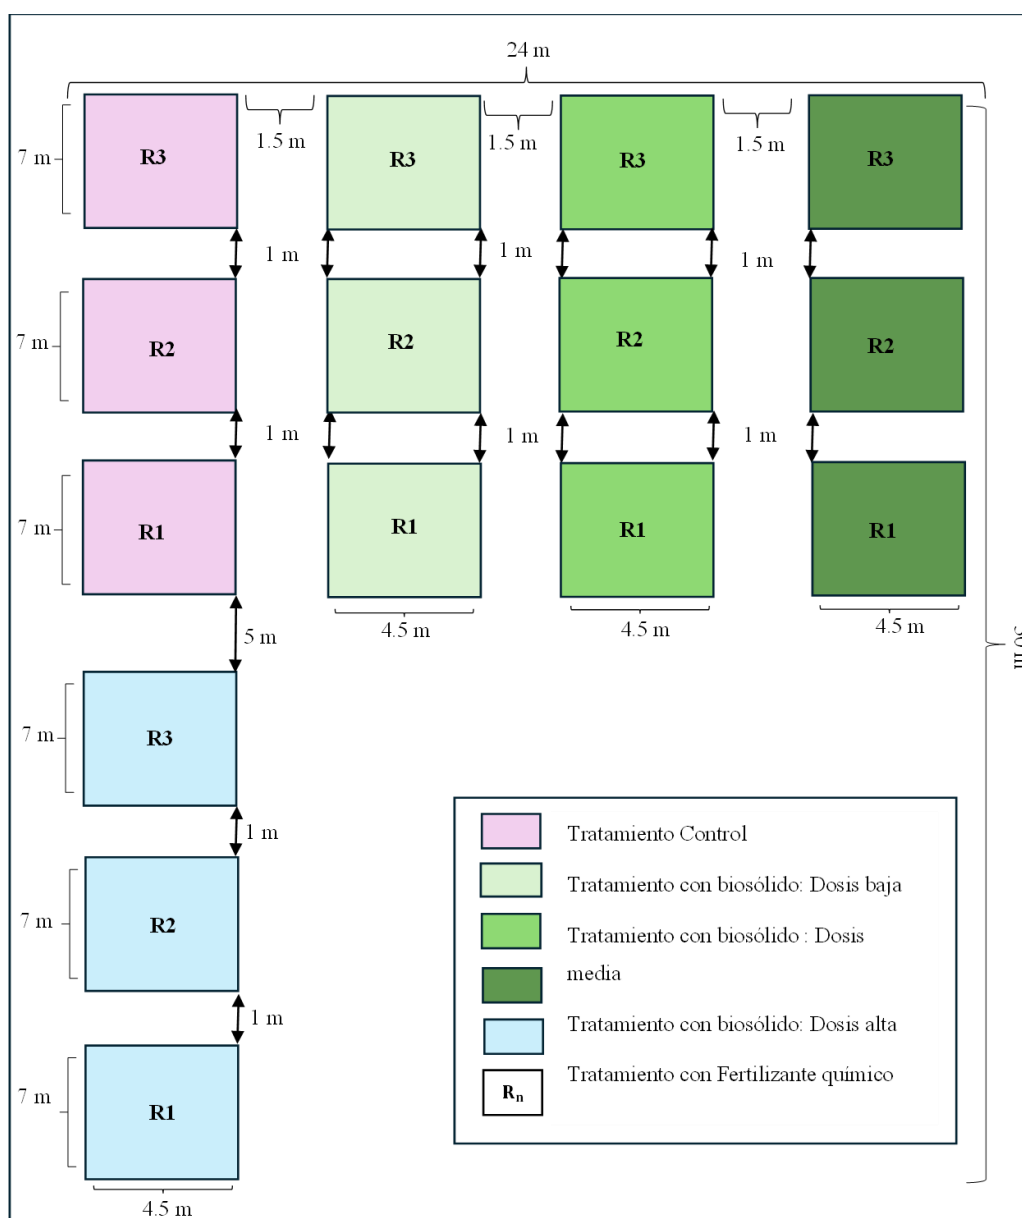 24 m
7 m
R3
1.5 m
R3
1.5 m
R3
1.5 m
R3
1 m
1 m
1 m
7 m
R2
R2
R2
R2
1 m
1 m
1 m
7 m
R1
R1
R1
R1
4.5 m
4.5 m
4.5 m
5 m
7 m
R3
1 m
7 m
R2
1 m
7 m
R1
4.5 m
Tratamiento Control
Tratamiento con biosólido: Dosis baja
Tratamiento con biosólido : Dosis
media
Tratamiento con biosólido: Dosis alta
Tratamiento con Fertilizante químico
Rn